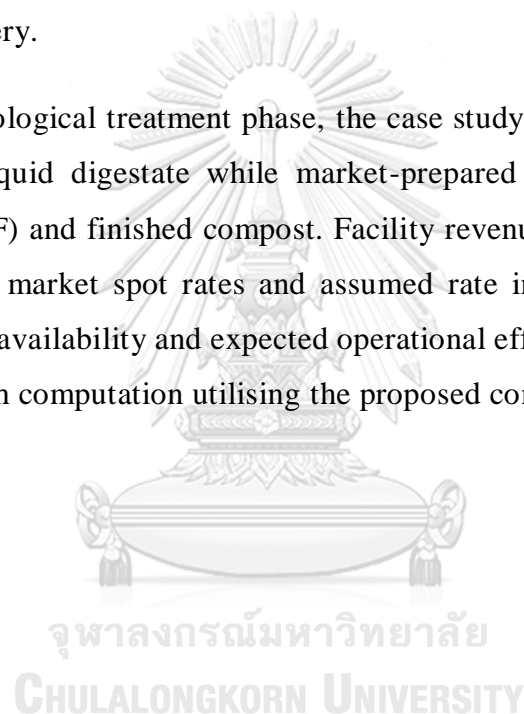 ery.
ological treatment phase, the case study
quid digestate while market-prepared
F) and finished compost. Facility revenu
market spot rates and assumed rate in
availability and expected operational eff
n computation utilising the proposed cor
จุฬาลงกรณ์มหาวิทยาลัย
CHULALONGKORN UNIVERSITY